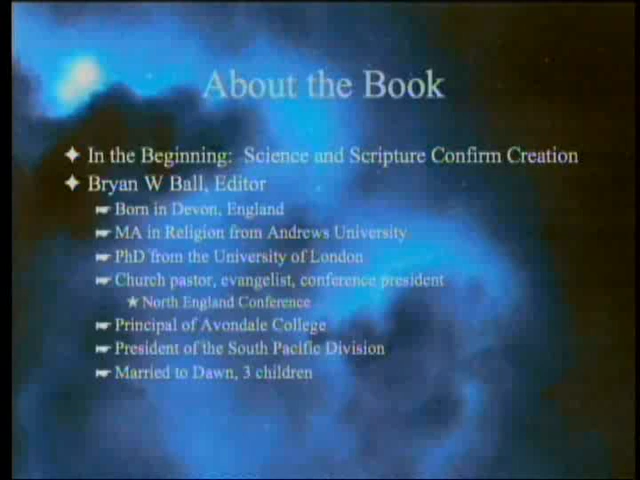 About the Book
In the Beginning: Science and Scripture Confirm Creation
Bryan W Ball, Editor
Born in Devon, England
MA in Religion from Andrews University
PhD from the University of London
Church pastor, evangelist, conference president
North England Conference
Principal of Avondale College
President of the South Pacific Division
Married to Dawn, 3 children